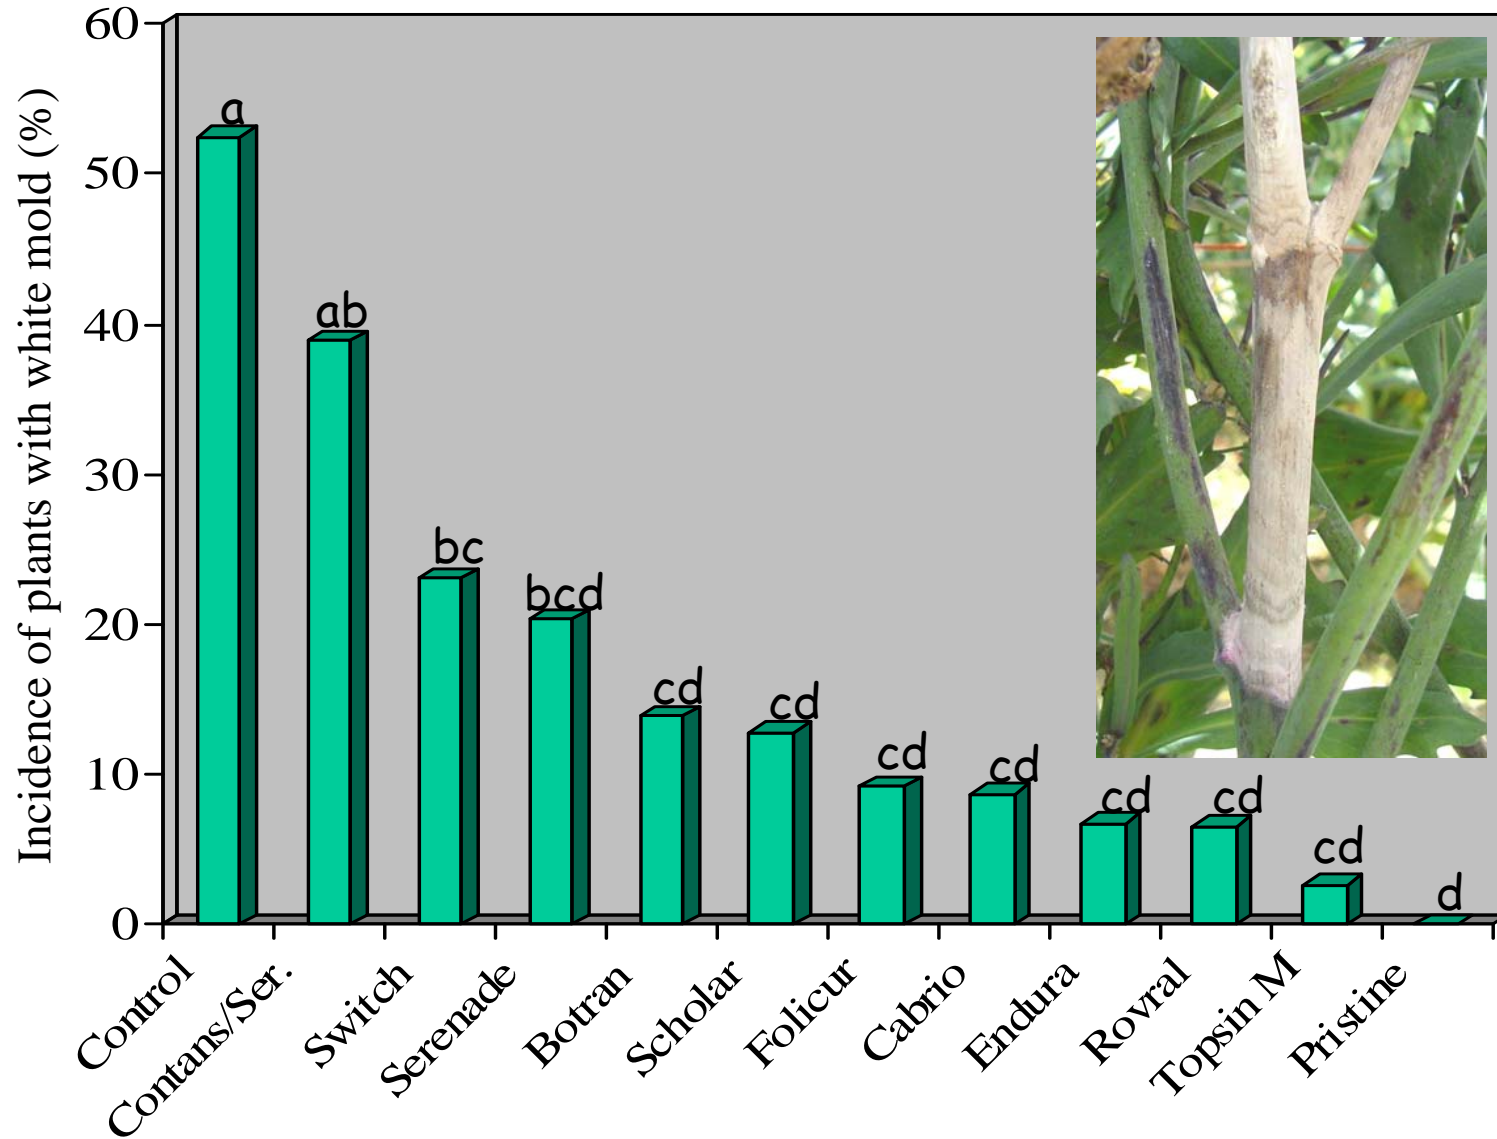 Incidence of plants with white mold (%)
60
50
40
30
20
10
0
a
ab
bc
bcd
cd
cd
cd
cd
cd
cd
cd
d
Control
Contans/Ser.
Switch
Serenade
Botran
Scholar
Folicur
Cabrio
Endura
Rovral
Topsin M
Pristine